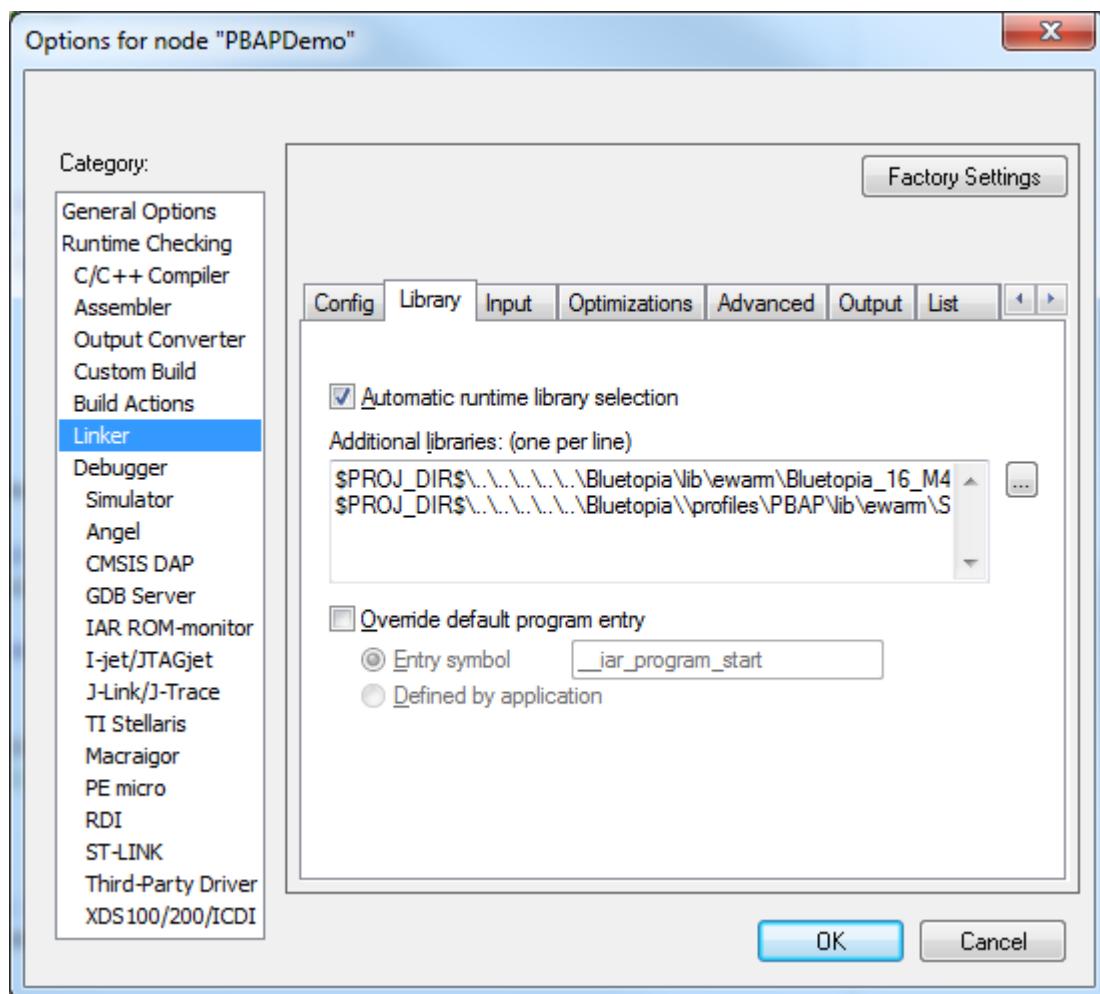 Options for node "PBAPDemo"
x
Category:
General Options
Runtime Checking
C/C++ Compiler
Assembler
Output Converter
Custom Build
Build Actions
Linker
Debugger
Simulator
Angel
CMSIS DAP
GDB Server
IAR ROM-monitor
I-jet/JTAGjet
J-Link/J-Trace
TI Stellaris
Macraigor
PE micro
RDI
ST-LINK
Third-Party Driver
XDS100/200/ICDI
Factory Settings
Config Library Input Optimizations Advanced Output List
Automatic runtime library selection
Additional libraries: (one per line)
$PROJ_DIR$\..\..\..\..\..\Bluetopia\lib\ewarm\Bluetopia_16_M4
$PROJ_DIR$\..\..\..\..\..\Bluetopia\\profiles\PBAP\lib\ewarm\S
...
Override default program entry
Entry symbol __iar_program_start
Defined by application
OK Cancel